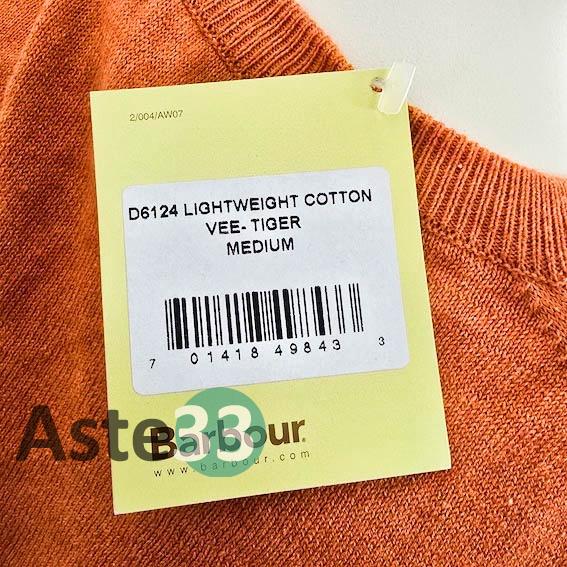 2/004/AW07
D6124 LIGHTWEIGHT COTTON
VEE- TIGER
MEDIUM
7 01418 49843 3
Aste33
Barbour
www.barbour.com